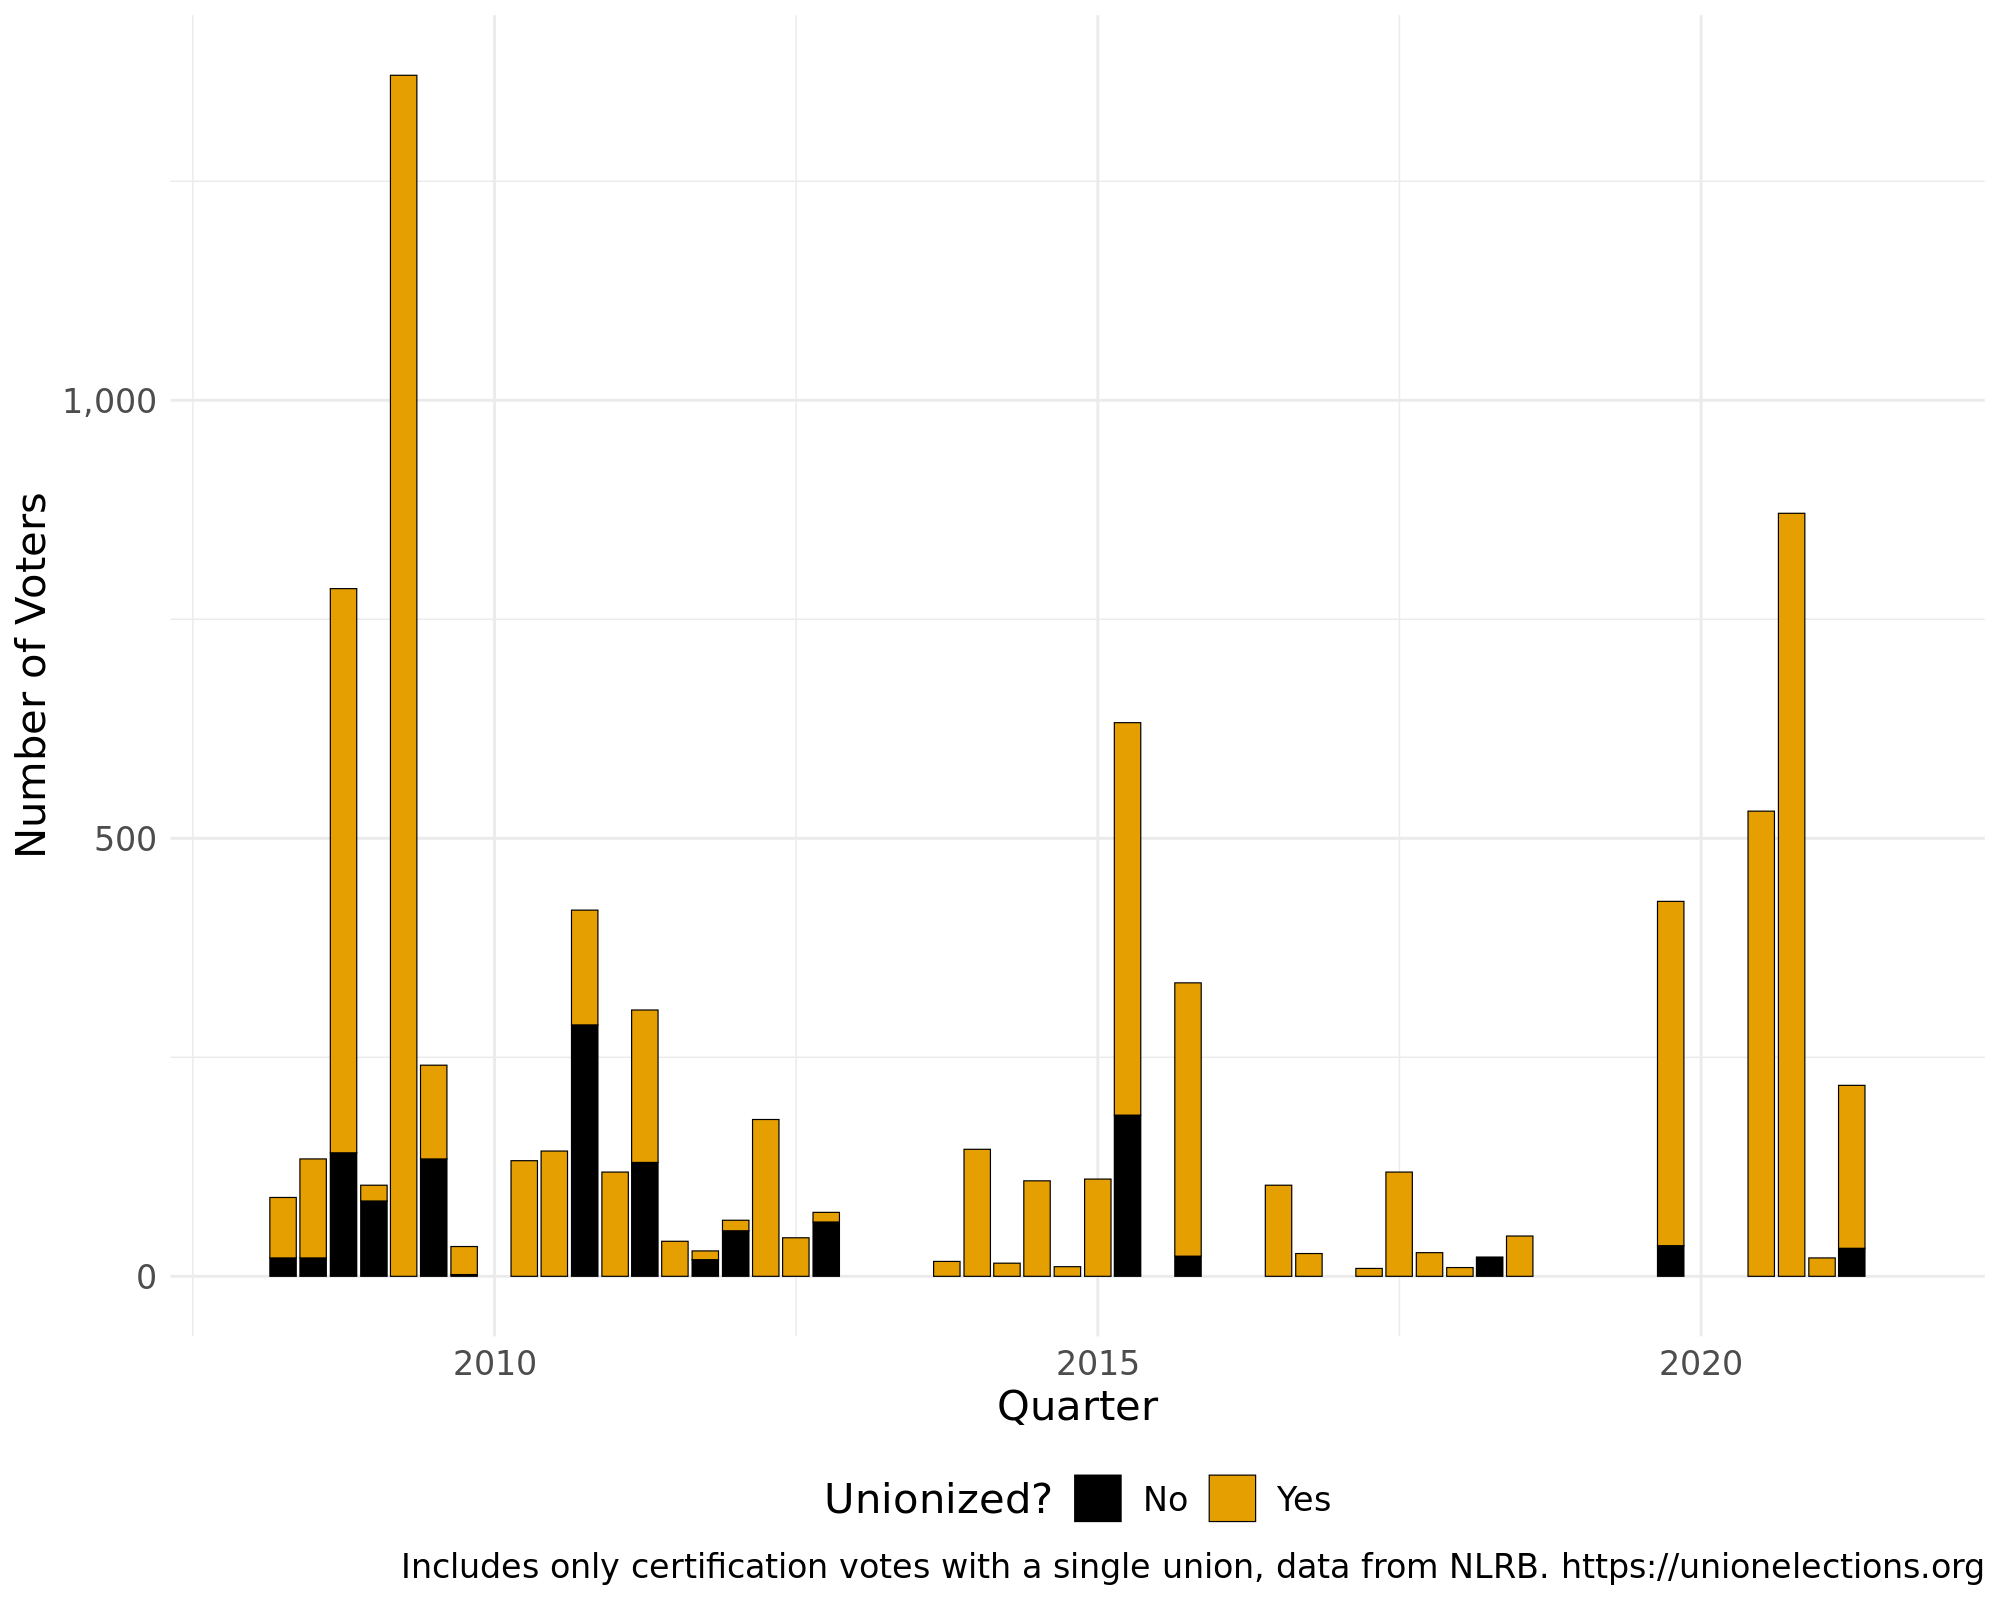 1,000
500
0
Number of Voters
2010 2015 2020
Quarter
Unionized? No Yes
Includes only certification votes with a single union, data from NLRB. https://unionelections.org